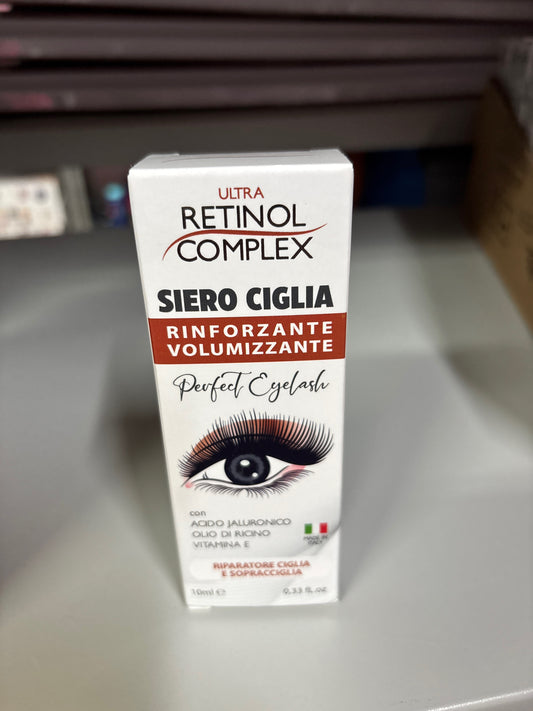 ULTRA
RETINOL
COMPLEX
SIERO CIGLIA
RINFORZANTE
VOLUMIZZANTE
Perfect Eyelash
con
ACIDO JALURONICO
OLIO DI RICINO
VITAMINA E
MADE IN
ITALY
RIPARATORE CIGLIA
E SOPRACCIGLIA
10ml ℮ 0.33 fl. oz